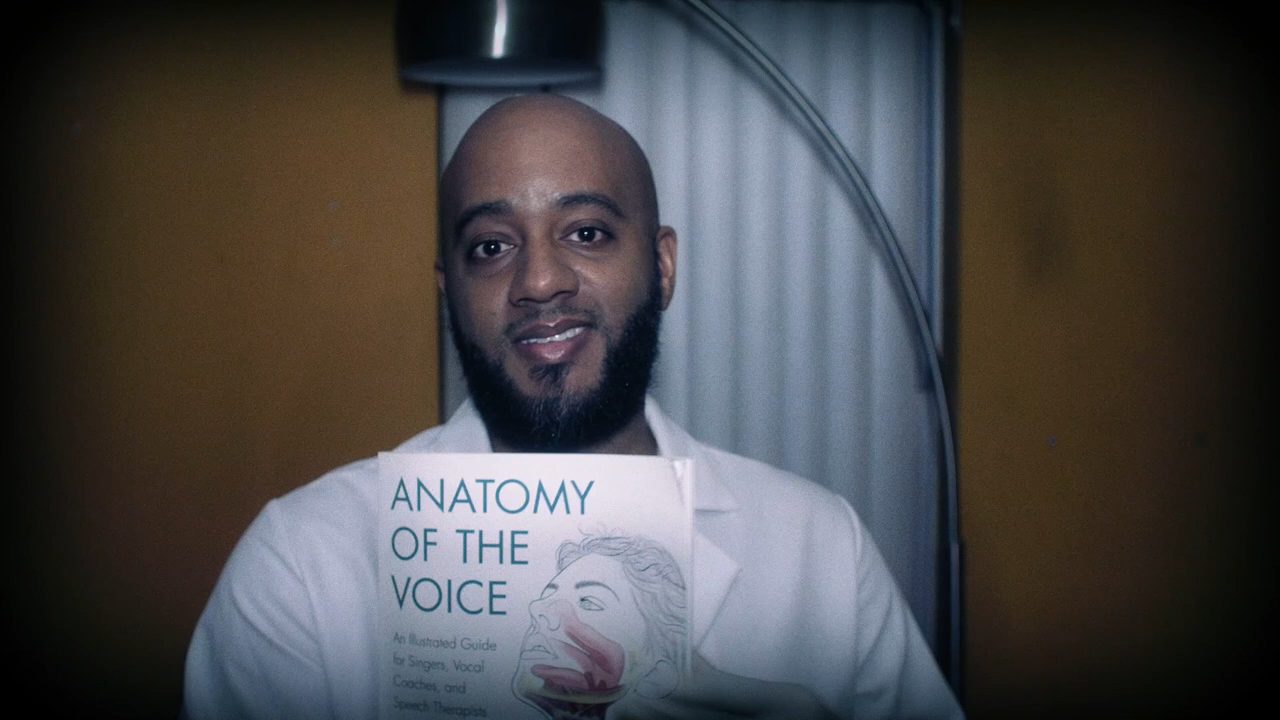 ANATOMY
OF THE
VOICE
An Illustrated Guide
for Singers, Vocal
Coaches, and
Speech Therapists